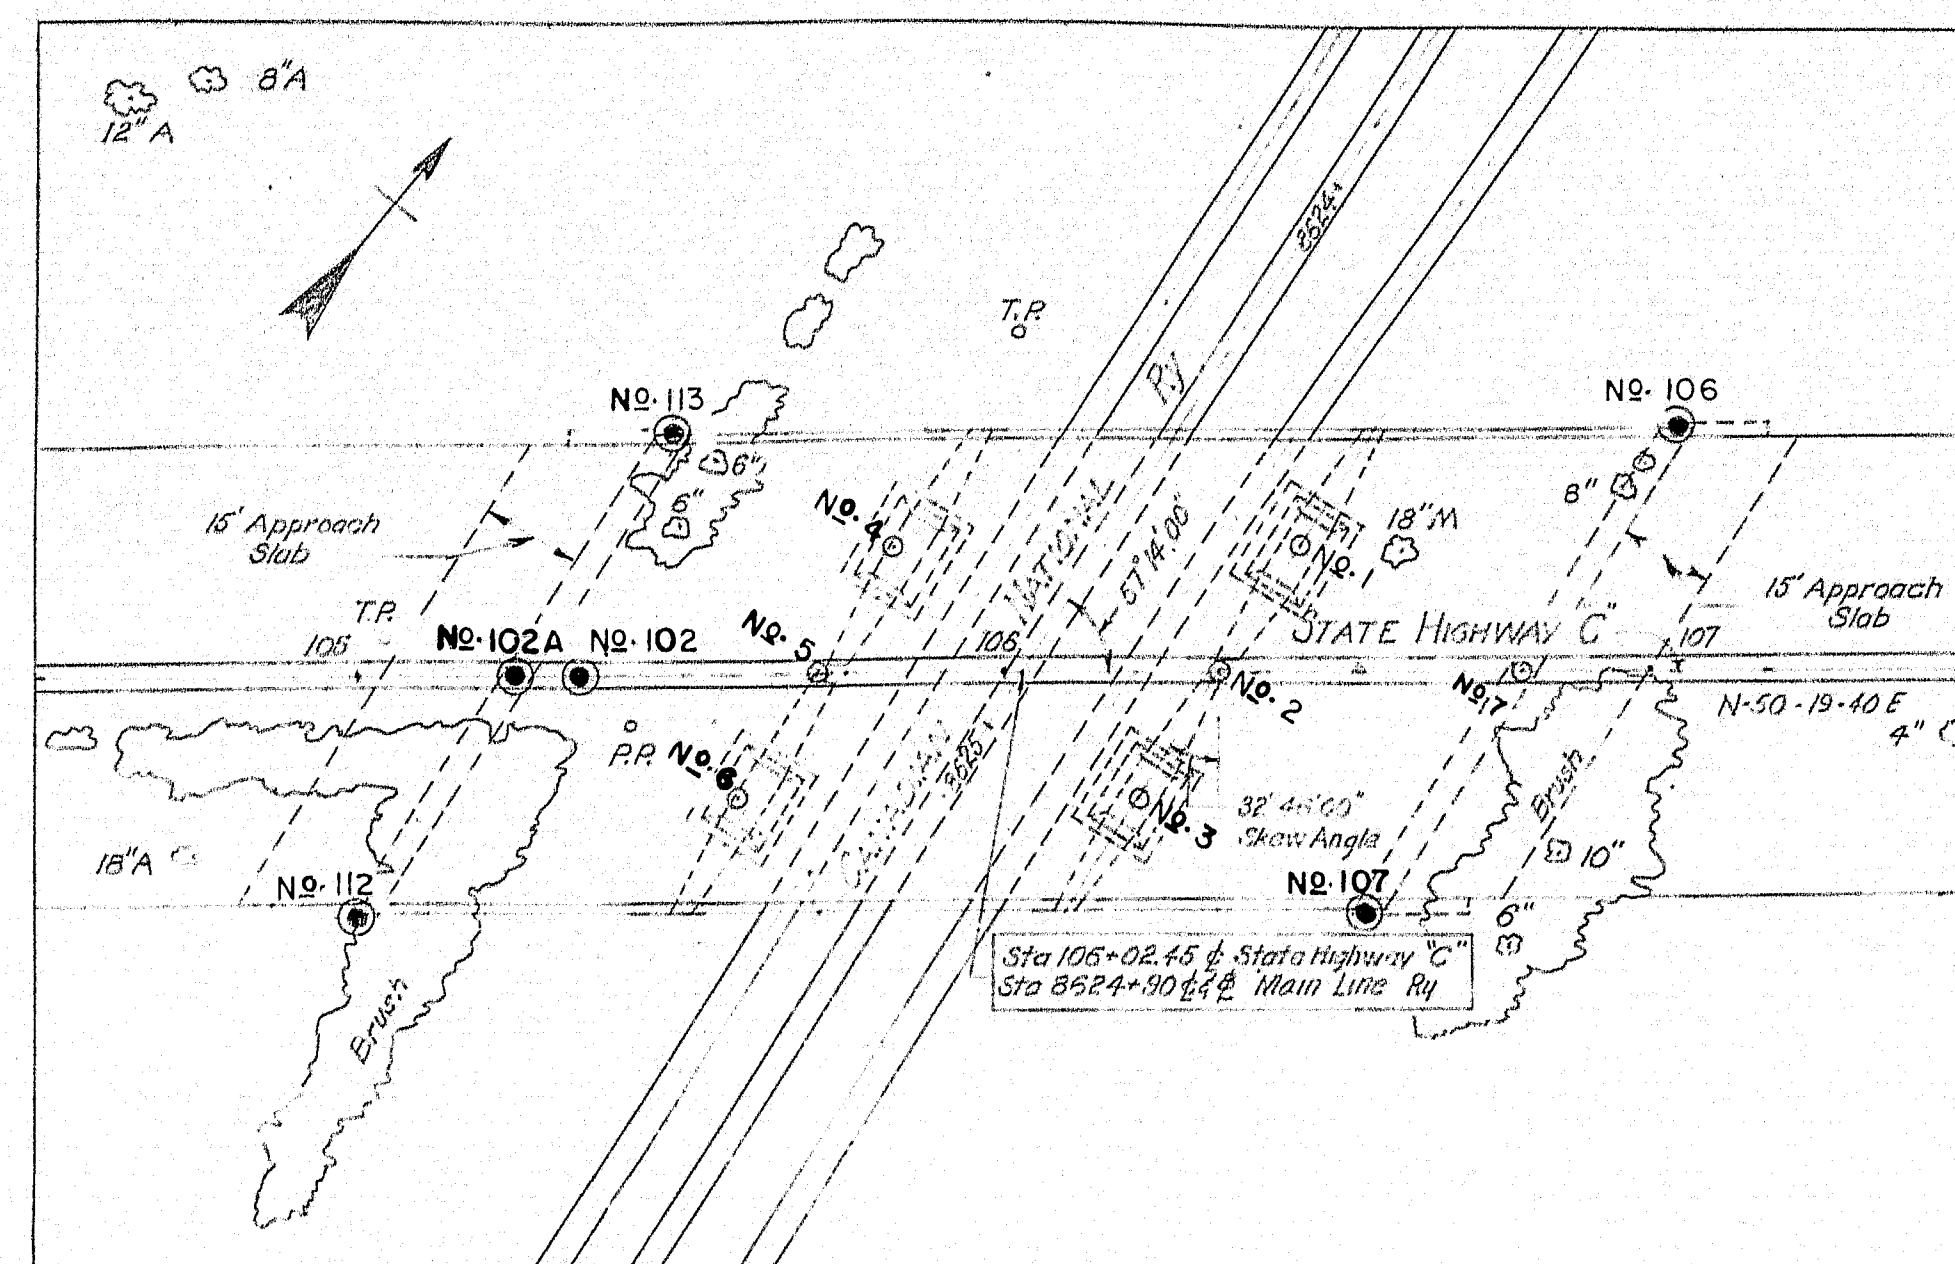 8"A
12" A
8624+
T.P.
Ry
No. 113
No. 106
6"
6"
8"
No. 4
15' Approach
Slab
NATIONAL
57°14'00"
18"M
No. 1
15' Approach
Slab
T.P.
105
No. 102A
No. 102
No. 5
106
STATE HIGHWAY "C"
107
No. 2
No. 7
N-50-19-40 E
4"
P.P.
No. 6
CANADIAN
8625
No. 3
32°46'00"
Skew Angle
Brush
10"
18"A
No. 112
No. 107
6"
Sta 106+02.45 ℄ State Highway "C"
Sta 8624+90 ℄ Main Line Ry
Brush